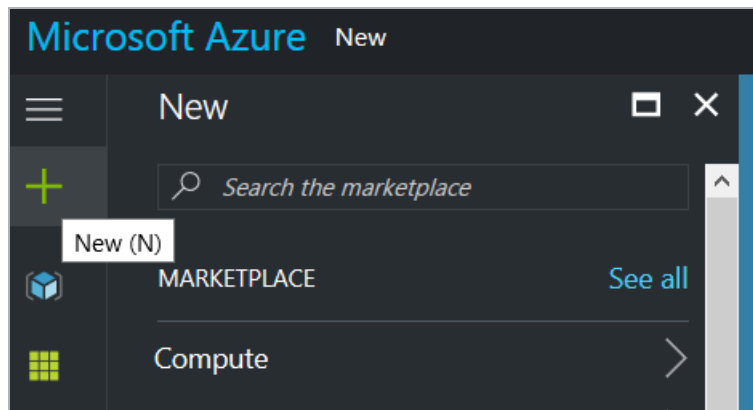 Microsoft Azure New
New
Search the marketplace
New (N)
MARKETPLACE See all
Compute